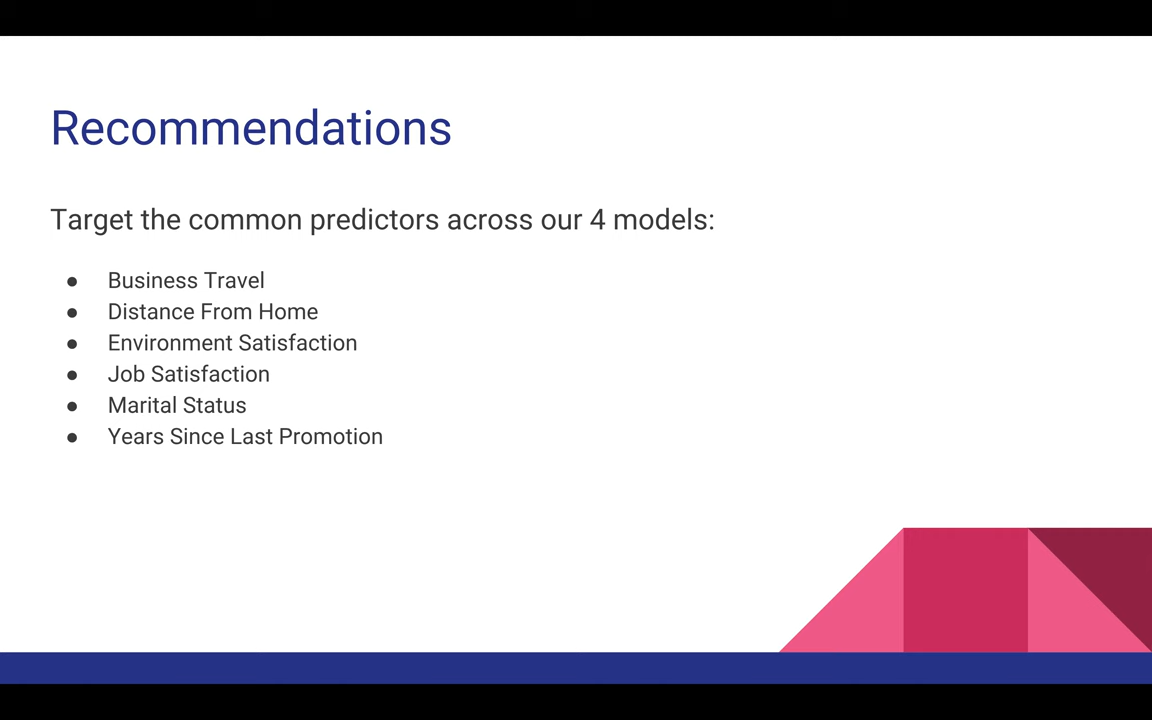 Recommendations
Target the common predictors across our 4 models:
● Business Travel
● Distance From Home
● Environment Satisfaction
● Job Satisfaction
● Marital Status
● Years Since Last Promotion